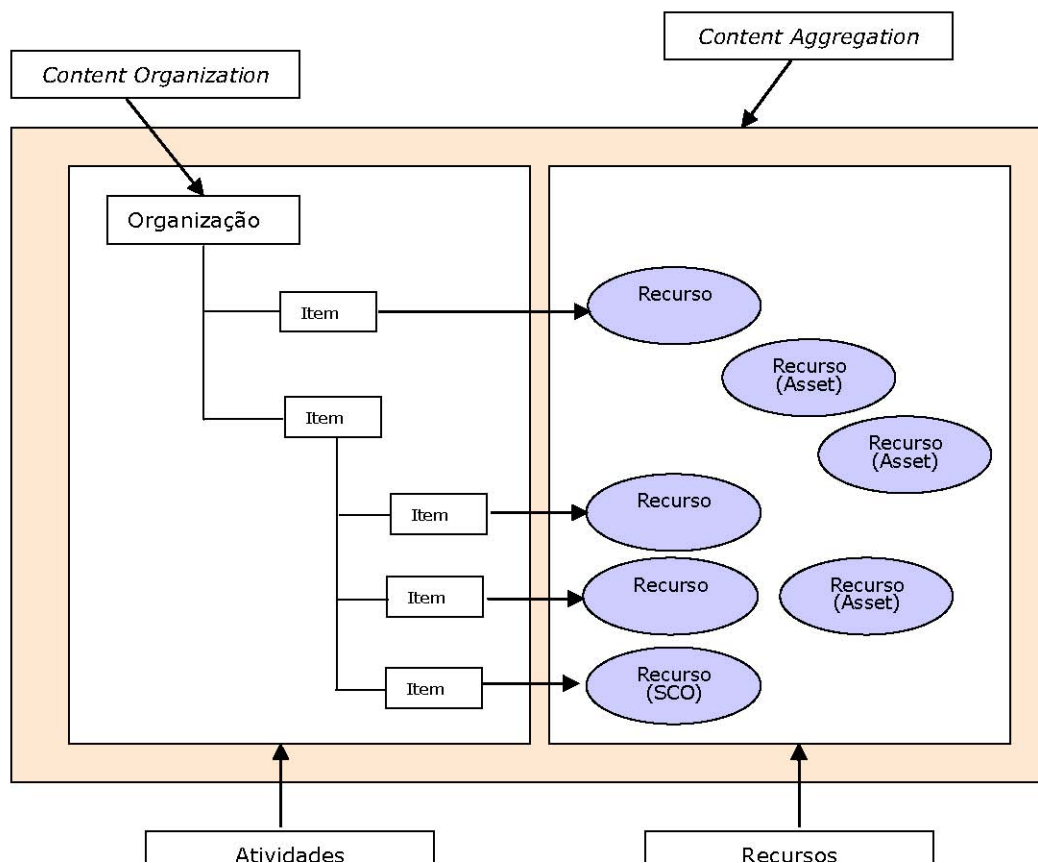 Content Aggregation
Content Organization
Organização
Item
Recurso
Recurso
(Asset)
Item
Recurso
(Asset)
Item
Recurso
Item
Recurso
Recurso
(Asset)
Item
Recurso
(SCO)
Atividades
Recursos